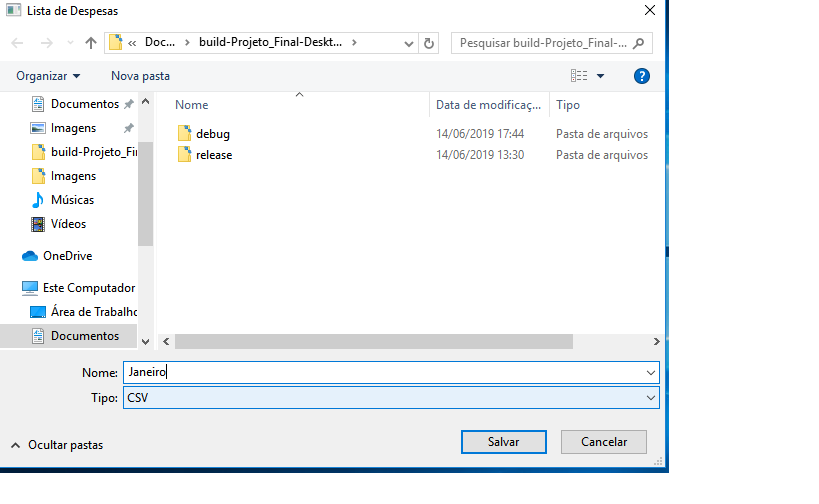 Lista de Despesas
« Doc... > build-Projeto_Final-Deskt... >
Pesquisar build-Projeto_Final-...
Organizar
Nova pasta
?
Documentos
Imagens
build-Projeto_Fi
Imagens
Músicas
Vídeos
OneDrive
Este Computador
Área de Trabalho
Documentos
Nome
Data de modificaç...
Tipo
debug
14/06/2019 17:44
Pasta de arquivos
release
14/06/2019 13:30
Pasta de arquivos
Nome: Janeiro
Tipo: CSV
Ocultar pastas
Salvar
Cancelar